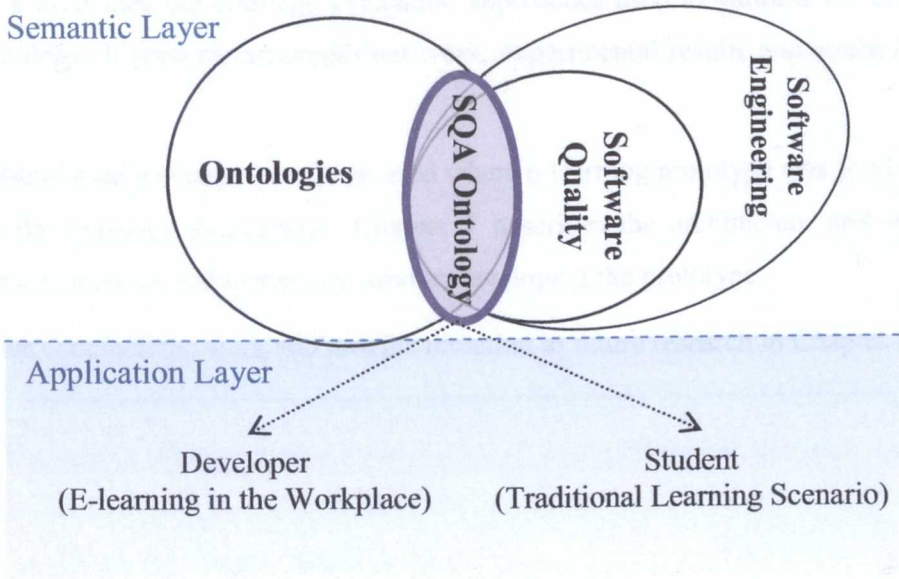 Semantic Layer
Ontologies
SQA Ontology
Software
Quality
Software
Engineering
Application Layer
Developer
(E-learning in the Workplace)
Student
(Traditional Learning Scenario)